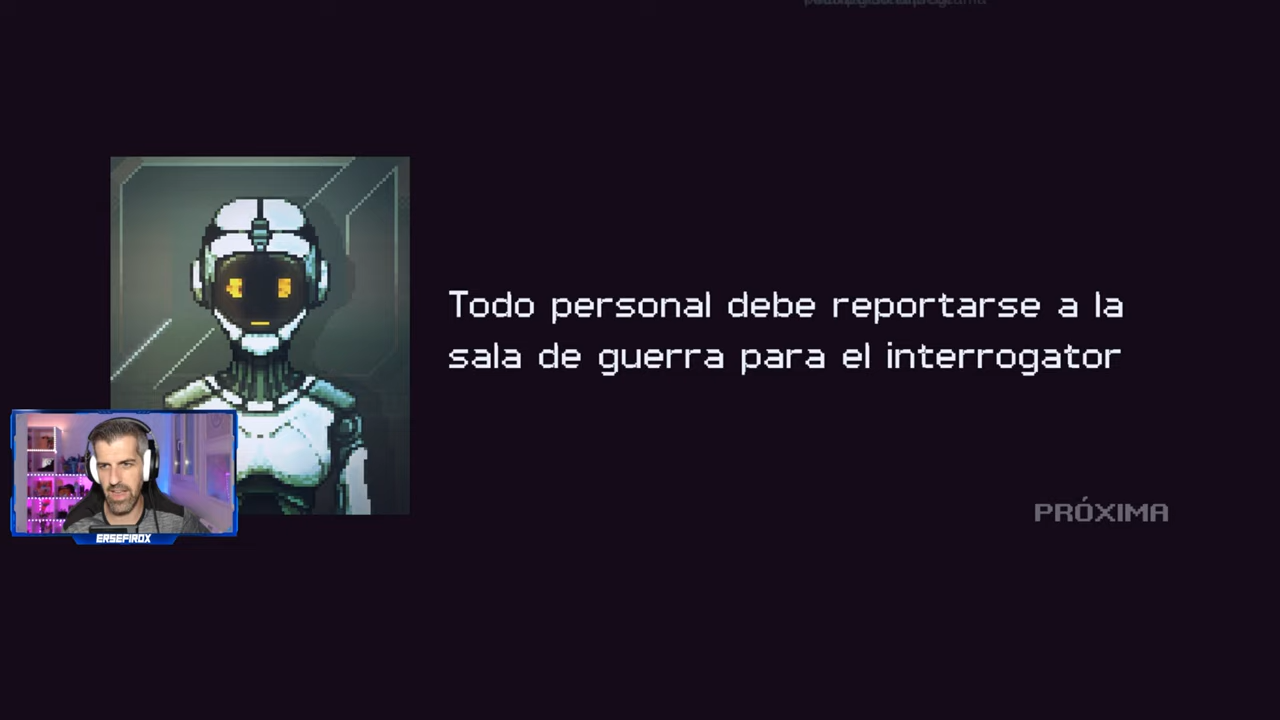 Todo personal debe reportarse a la
sala de guerra para el interrogator
PRÓXIMA
ERSEFIROX